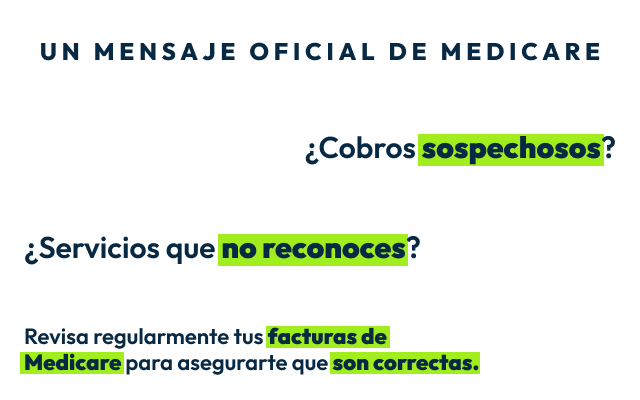 UN MENSAJE OFICIAL DE MEDICARE
¿Cobros sospechosos?
¿Servicios que no reconoces?
Revisa regularmente tus facturas de
Medicare para asegurarte que son correctas.